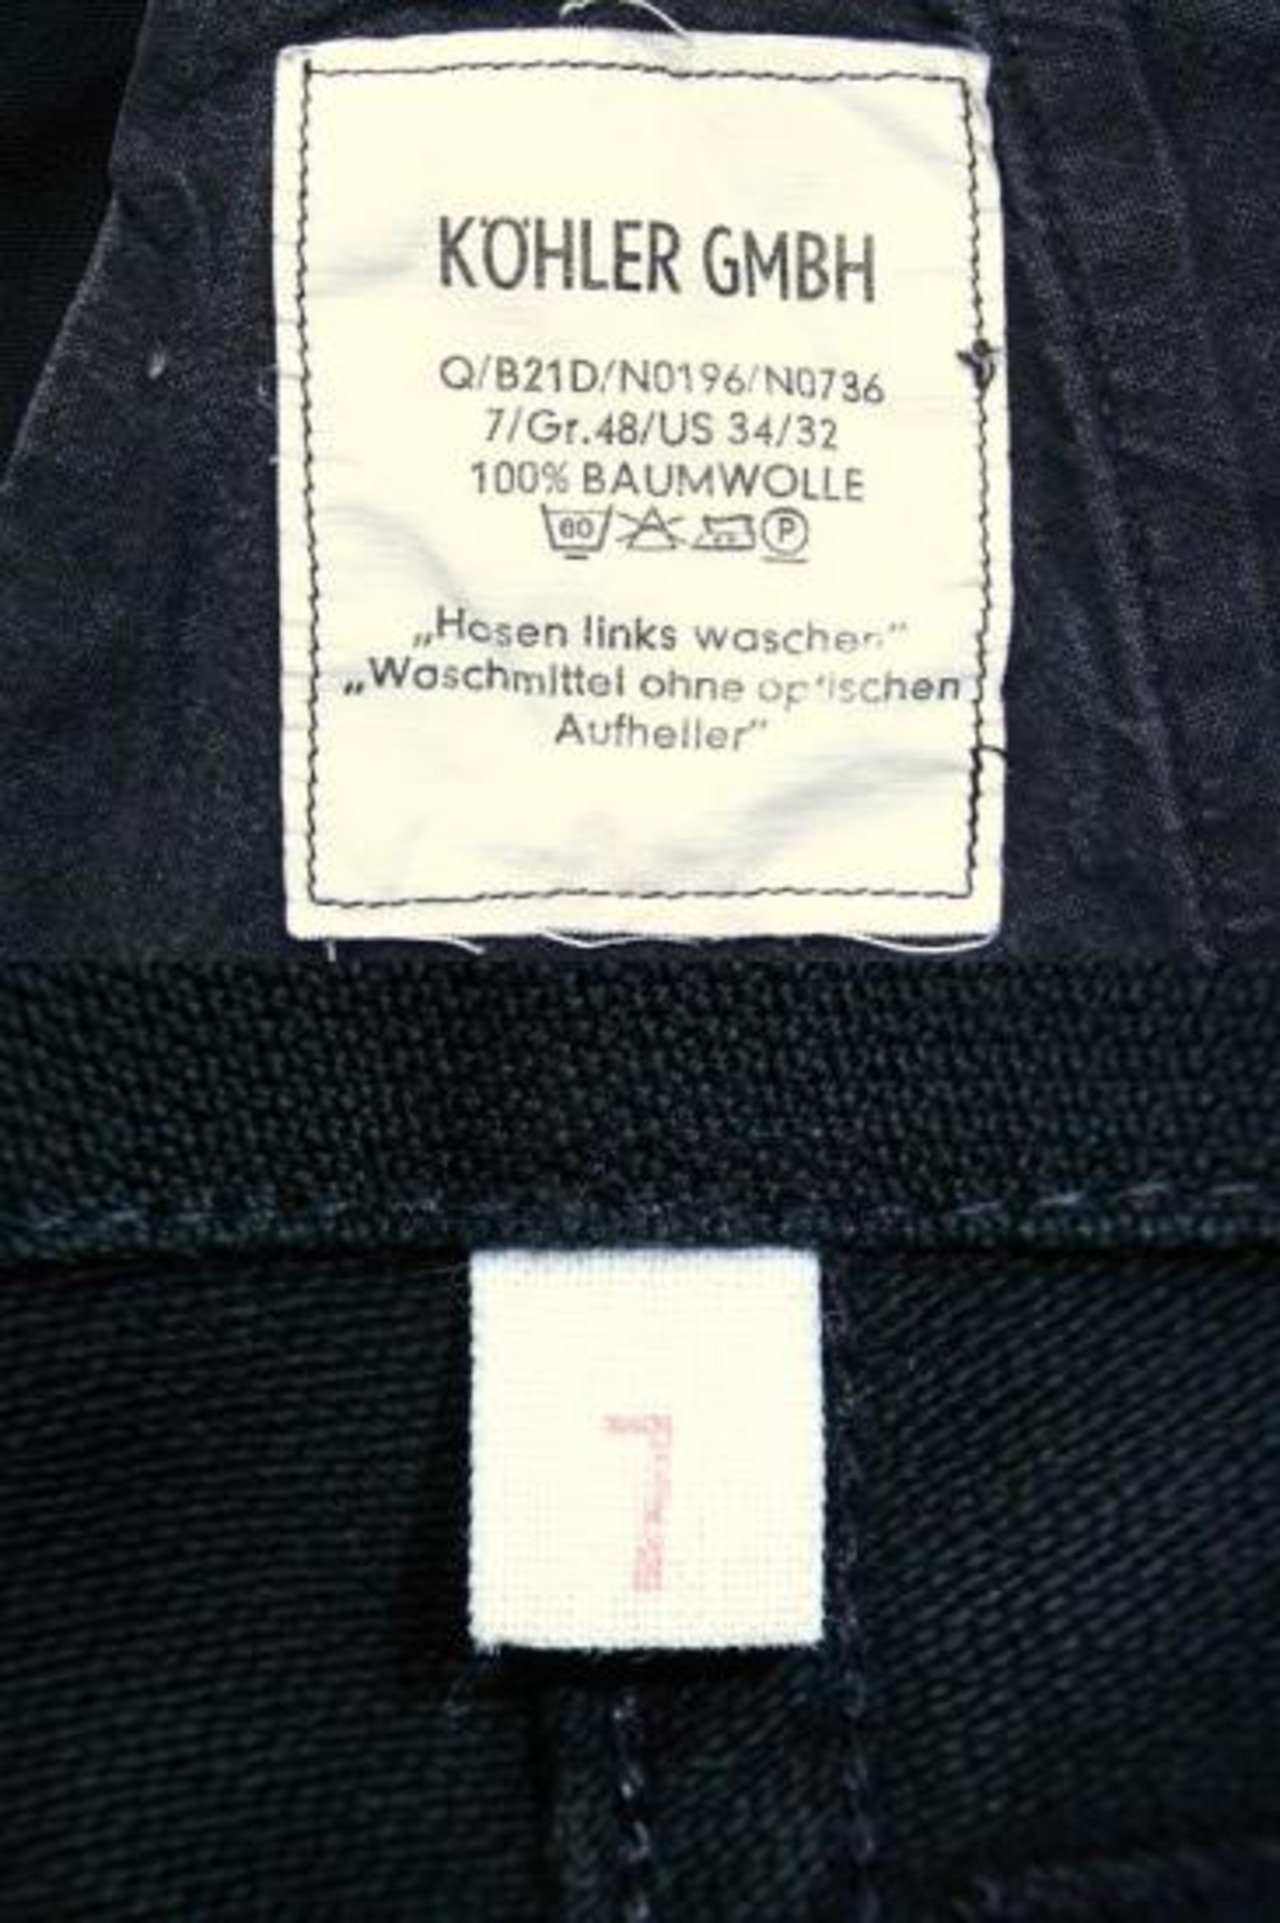 KÖHLER GMBH
Q/B21D/N0196/N0736
7/Gr.48/US 34/32
100% BAUMWOLLE
60 P
„Hosen links waschen”
„Waschmittel ohne optischen
Aufheller”
7